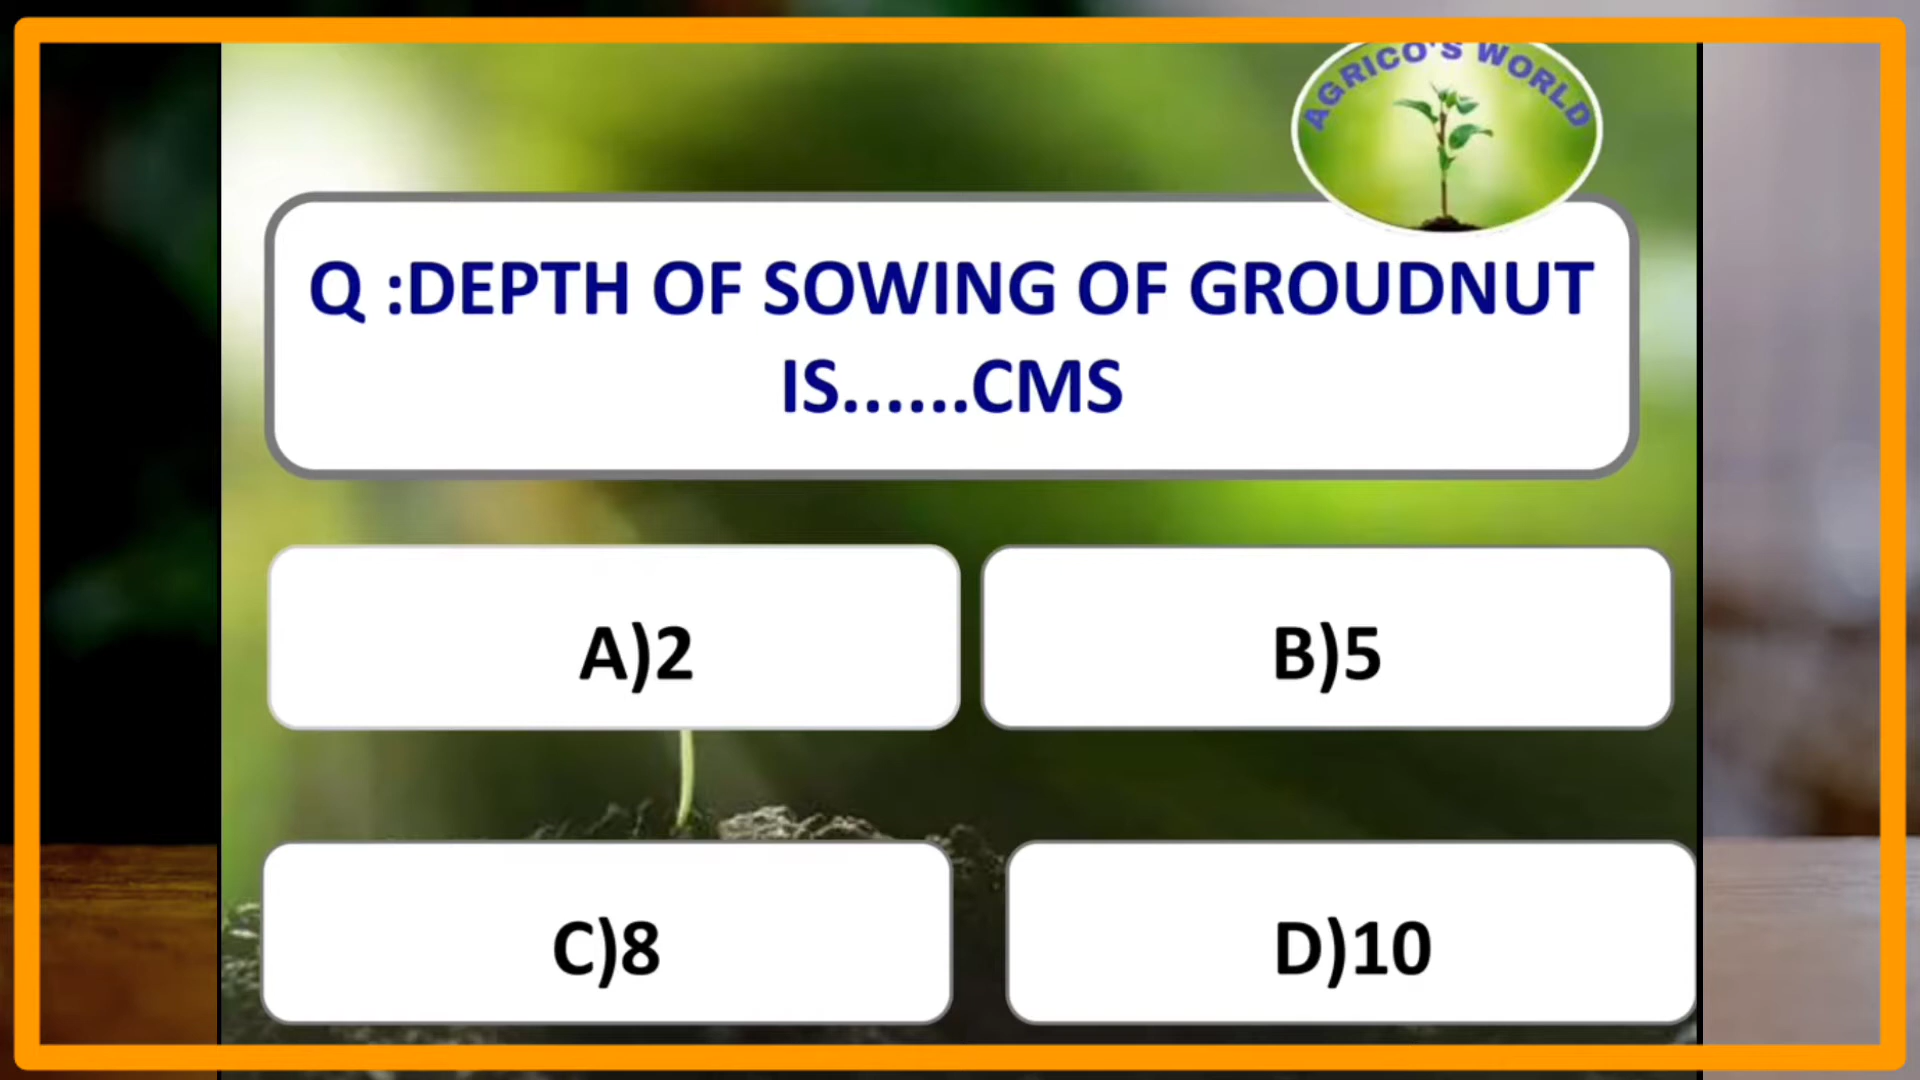 AGRICO'S WORLD
Q :DEPTH OF SOWING OF GROUDNUT
IS......CMS
A)2
B)5
C)8
D)10